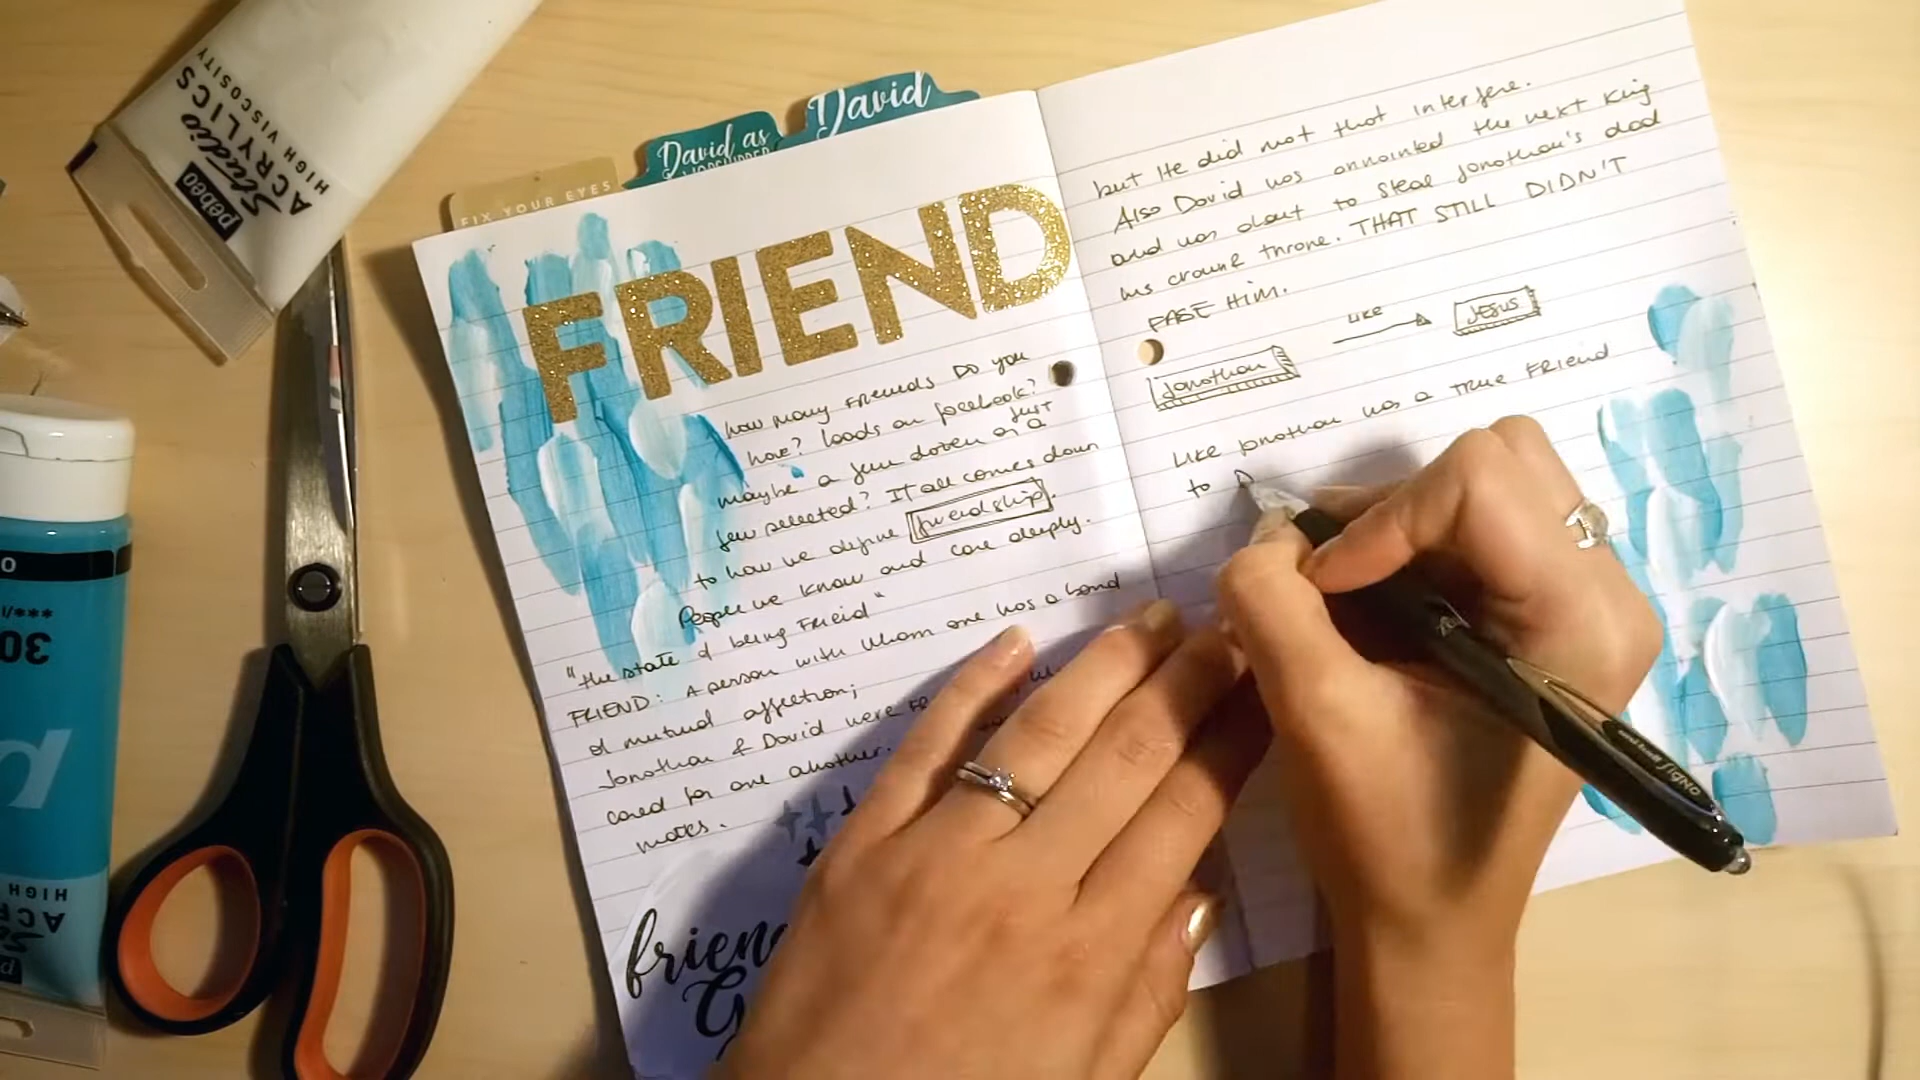 pebeo
Studio
ACRYLICS
HIGH VISCOSITY
FIX YOUR EYES
David as
David
FRIEND
how many Friends DO you
have? loads on facebook?
maybe a few dozen or a just
few selected? It all comes down
to how we define friendship.
People we know and care deeply.
"the state of being Friend"
FRIEND: A person with whom one has a bond
of mutual affection;
Jonathan & David were
cared for one another.
friend
but He did not that interfere.
Also David was annointed the next King
and was about to steal Jonathan's dad
his crown & throne. THAT STILL DIDN'T
FASE HIM.
Jonathan LIKE JESUS
LIKE Jonathan was a TRUE FRIEND
to D
uni-ball Signo
30
HIGH